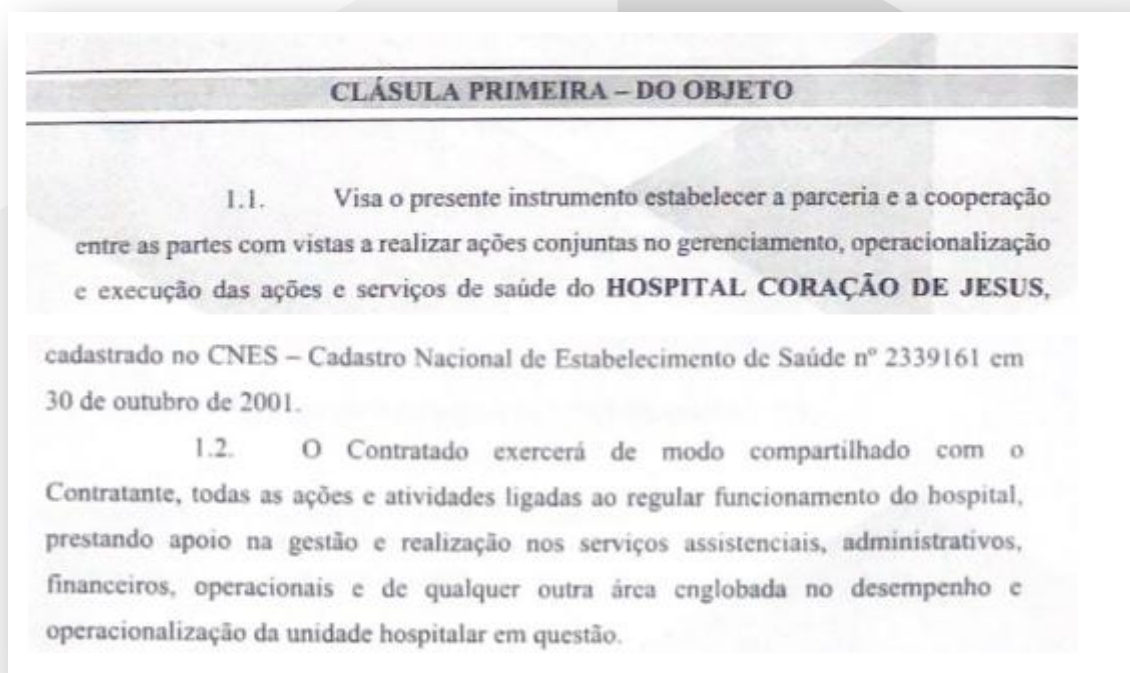 CLÁSULA PRIMEIRA – DO OBJETO
1.1. Visa o presente instrumento estabelecer a parceria e a cooperação
entre as partes com vistas a realizar ações conjuntas no gerenciamento, operacionalização
e execução das ações e serviços de saúde do HOSPITAL CORAÇÃO DE JESUS,
cadastrado no CNES – Cadastro Nacional de Estabelecimento de Saúde nº 2339161 em
30 de outubro de 2001.
1.2. O Contratado exercerá de modo compartilhado com o
Contratante, todas as ações e atividades ligadas ao regular funcionamento do hospital,
prestando apoio na gestão e realização nos serviços assistenciais, administrativos,
financeiros, operacionais e de qualquer outra área englobada no desempenho e
operacionalização da unidade hospitalar em questão.